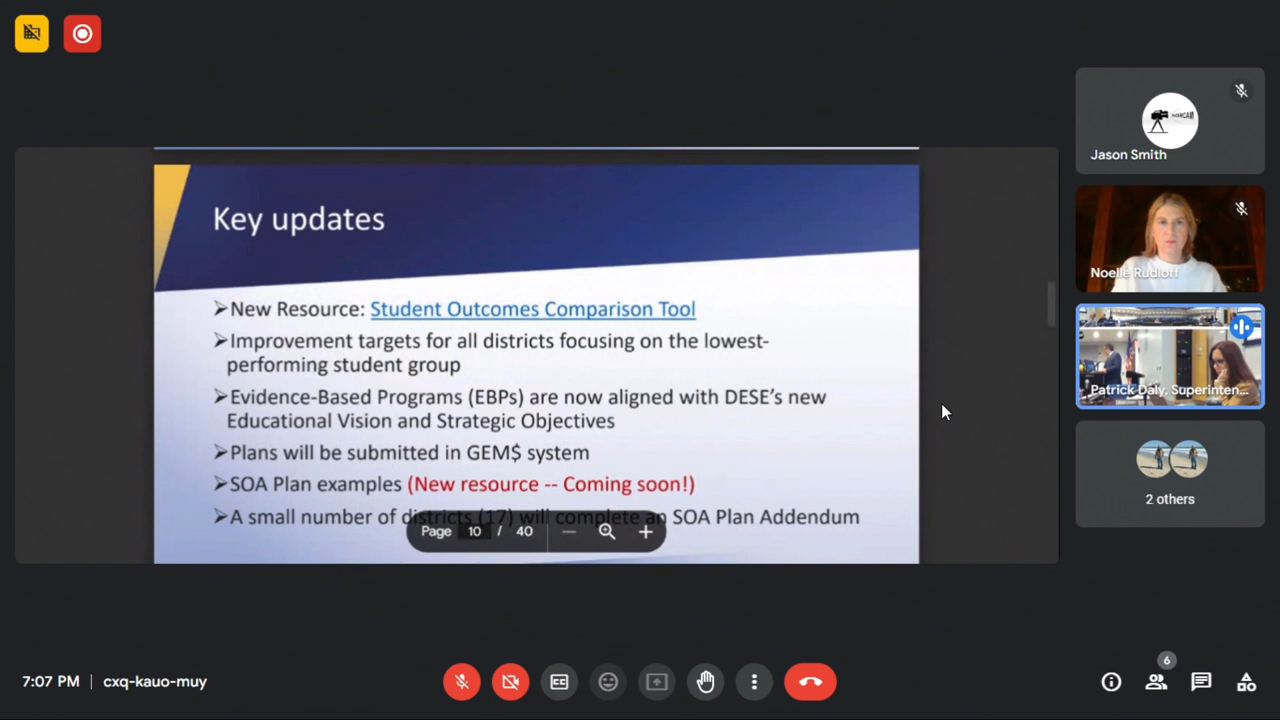 Key updates
➢New Resource: Student Outcomes Comparison Tool
➢Improvement targets for all districts focusing on the lowest-
performing student group
➢Evidence-Based Programs (EBPs) are now aligned with DESE's new
Educational Vision and Strategic Objectives
➢Plans will be submitted in GEM$ system
➢SOA Plan examples (New resource -- Coming soon!)
➢A small number of districts (17) will complete an SOA Plan Addendum
Page 10 / 40
Jason Smith
Noelle Rudloff
Patrick Daly, Superinten...
2 others
7:07 PM | cxq-kauo-muy
6